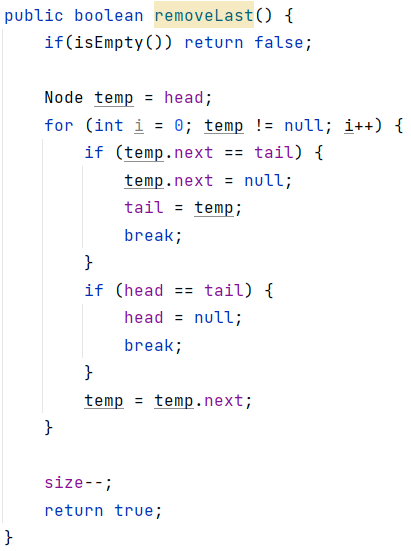 public boolean removeLast() {
    if(isEmpty()) return false;

    Node temp = head;
    for (int i = 0; temp != null; i++) {
        if (temp.next == tail) {
            temp.next = null;
            tail = temp;
            break;
        }
        if (head == tail) {
            head = null;
            break;
        }
        temp = temp.next;
    }

    size--;
    return true;
}